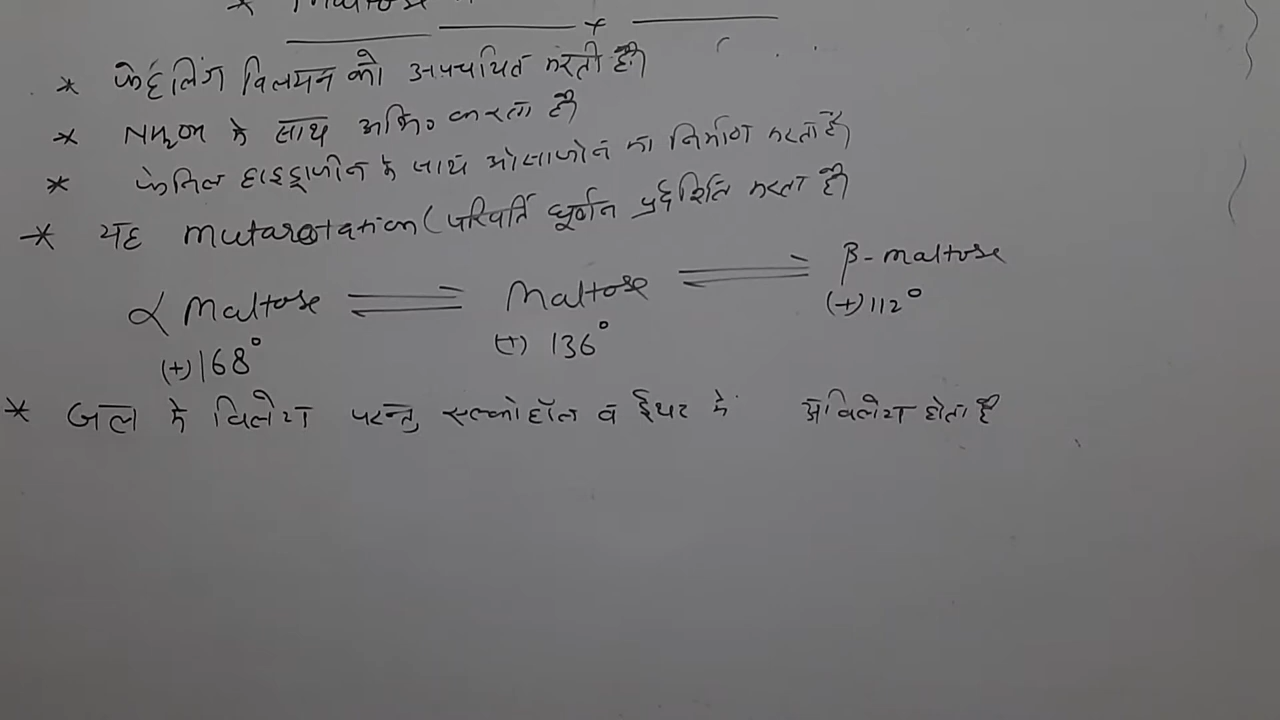 * Maltose
* फेहलिंग विलयन को अपचयित करती है।
* NH₂OH के साथ अभि० करता है
* फेनिल हाइड्राजीन के साथ ओसाजोन का निर्माण करता है
* यह mutarotation (परिवर्ति धूर्णन प्रदर्शित करता है
α Maltose ⇌ Maltose ⇌ β-maltose
(+)168° (+) 136° (+)112°
* जल मे विलेय परन्तु एल्कोहॉल व ईथर मे अविलेय होता है